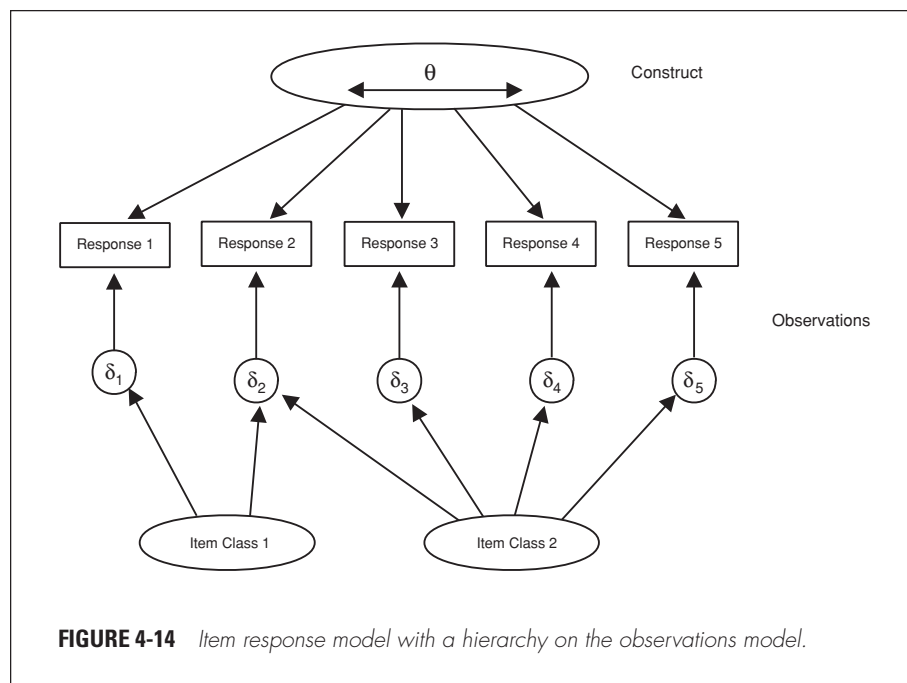 θ
Construct
Response 1 Response 2 Response 3 Response 4 Response 5
Observations
δ₁ δ₂ δ₃ δ₄ δ₅
Item Class 1 Item Class 2
FIGURE 4-14 Item response model with a hierarchy on the observations model.